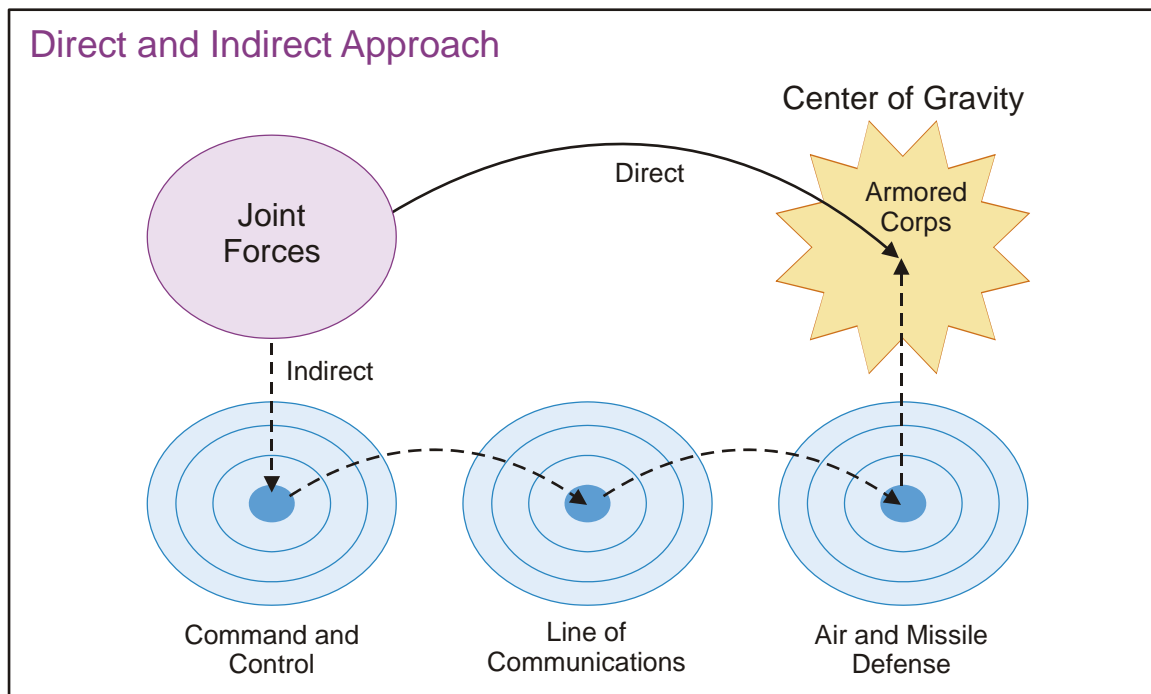 Direct and Indirect Approach
Center of Gravity
Joint
Forces
Direct
Armored
Corps
Indirect
Command and
Control
Line of
Communications
Air and Missile
Defense